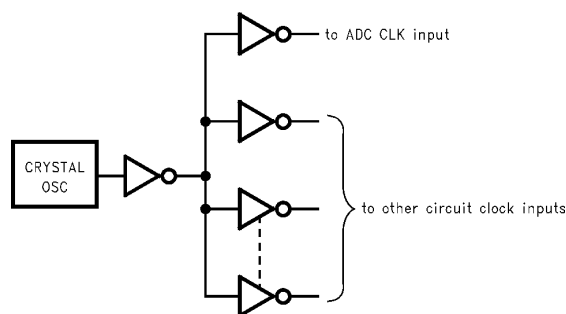 to ADC CLK input
CRYSTAL
OSC
to other circuit clock inputs